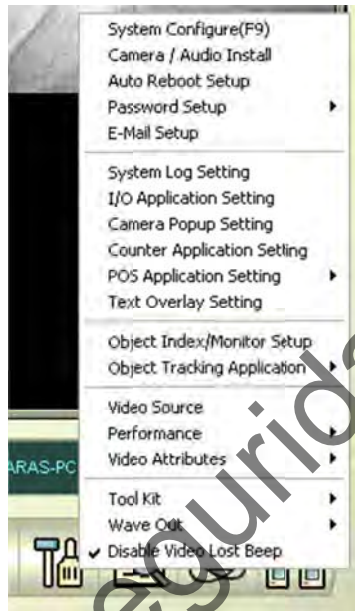 System Configure(F9)
Camera / Audio Install
Auto Reboot Setup
Password Setup
E-Mail Setup
System Log Setting
I/O Application Setting
Camera Popup Setting
Counter Application Setting
POS Application Setting
Text Overlay Setting
Object Index/Monitor Setup
Object Tracking Application
Video Source
Performance
Video Attributes
ARAS-PC
Tool Kit
Wave Out
Disable Video Lost Beep